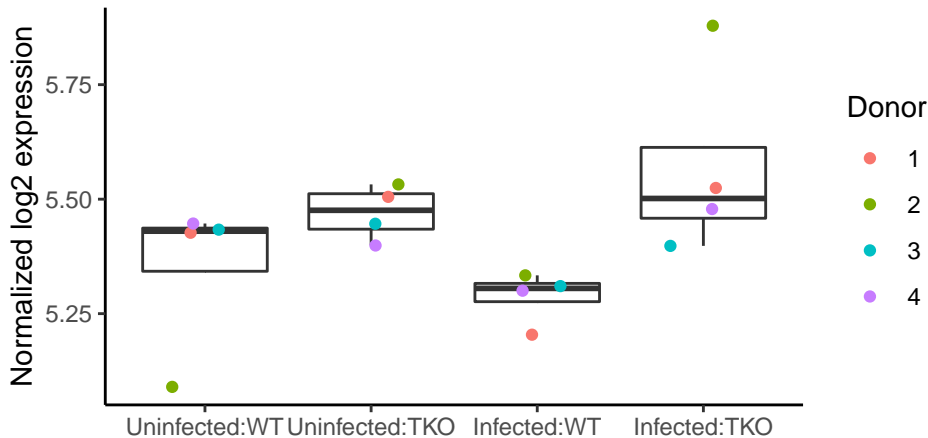 Normalized log2 expression
5.75
5.50
5.25
Uninfected:WT Uninfected:TKO Infected:WT Infected:TKO
Donor
1
2
3
4